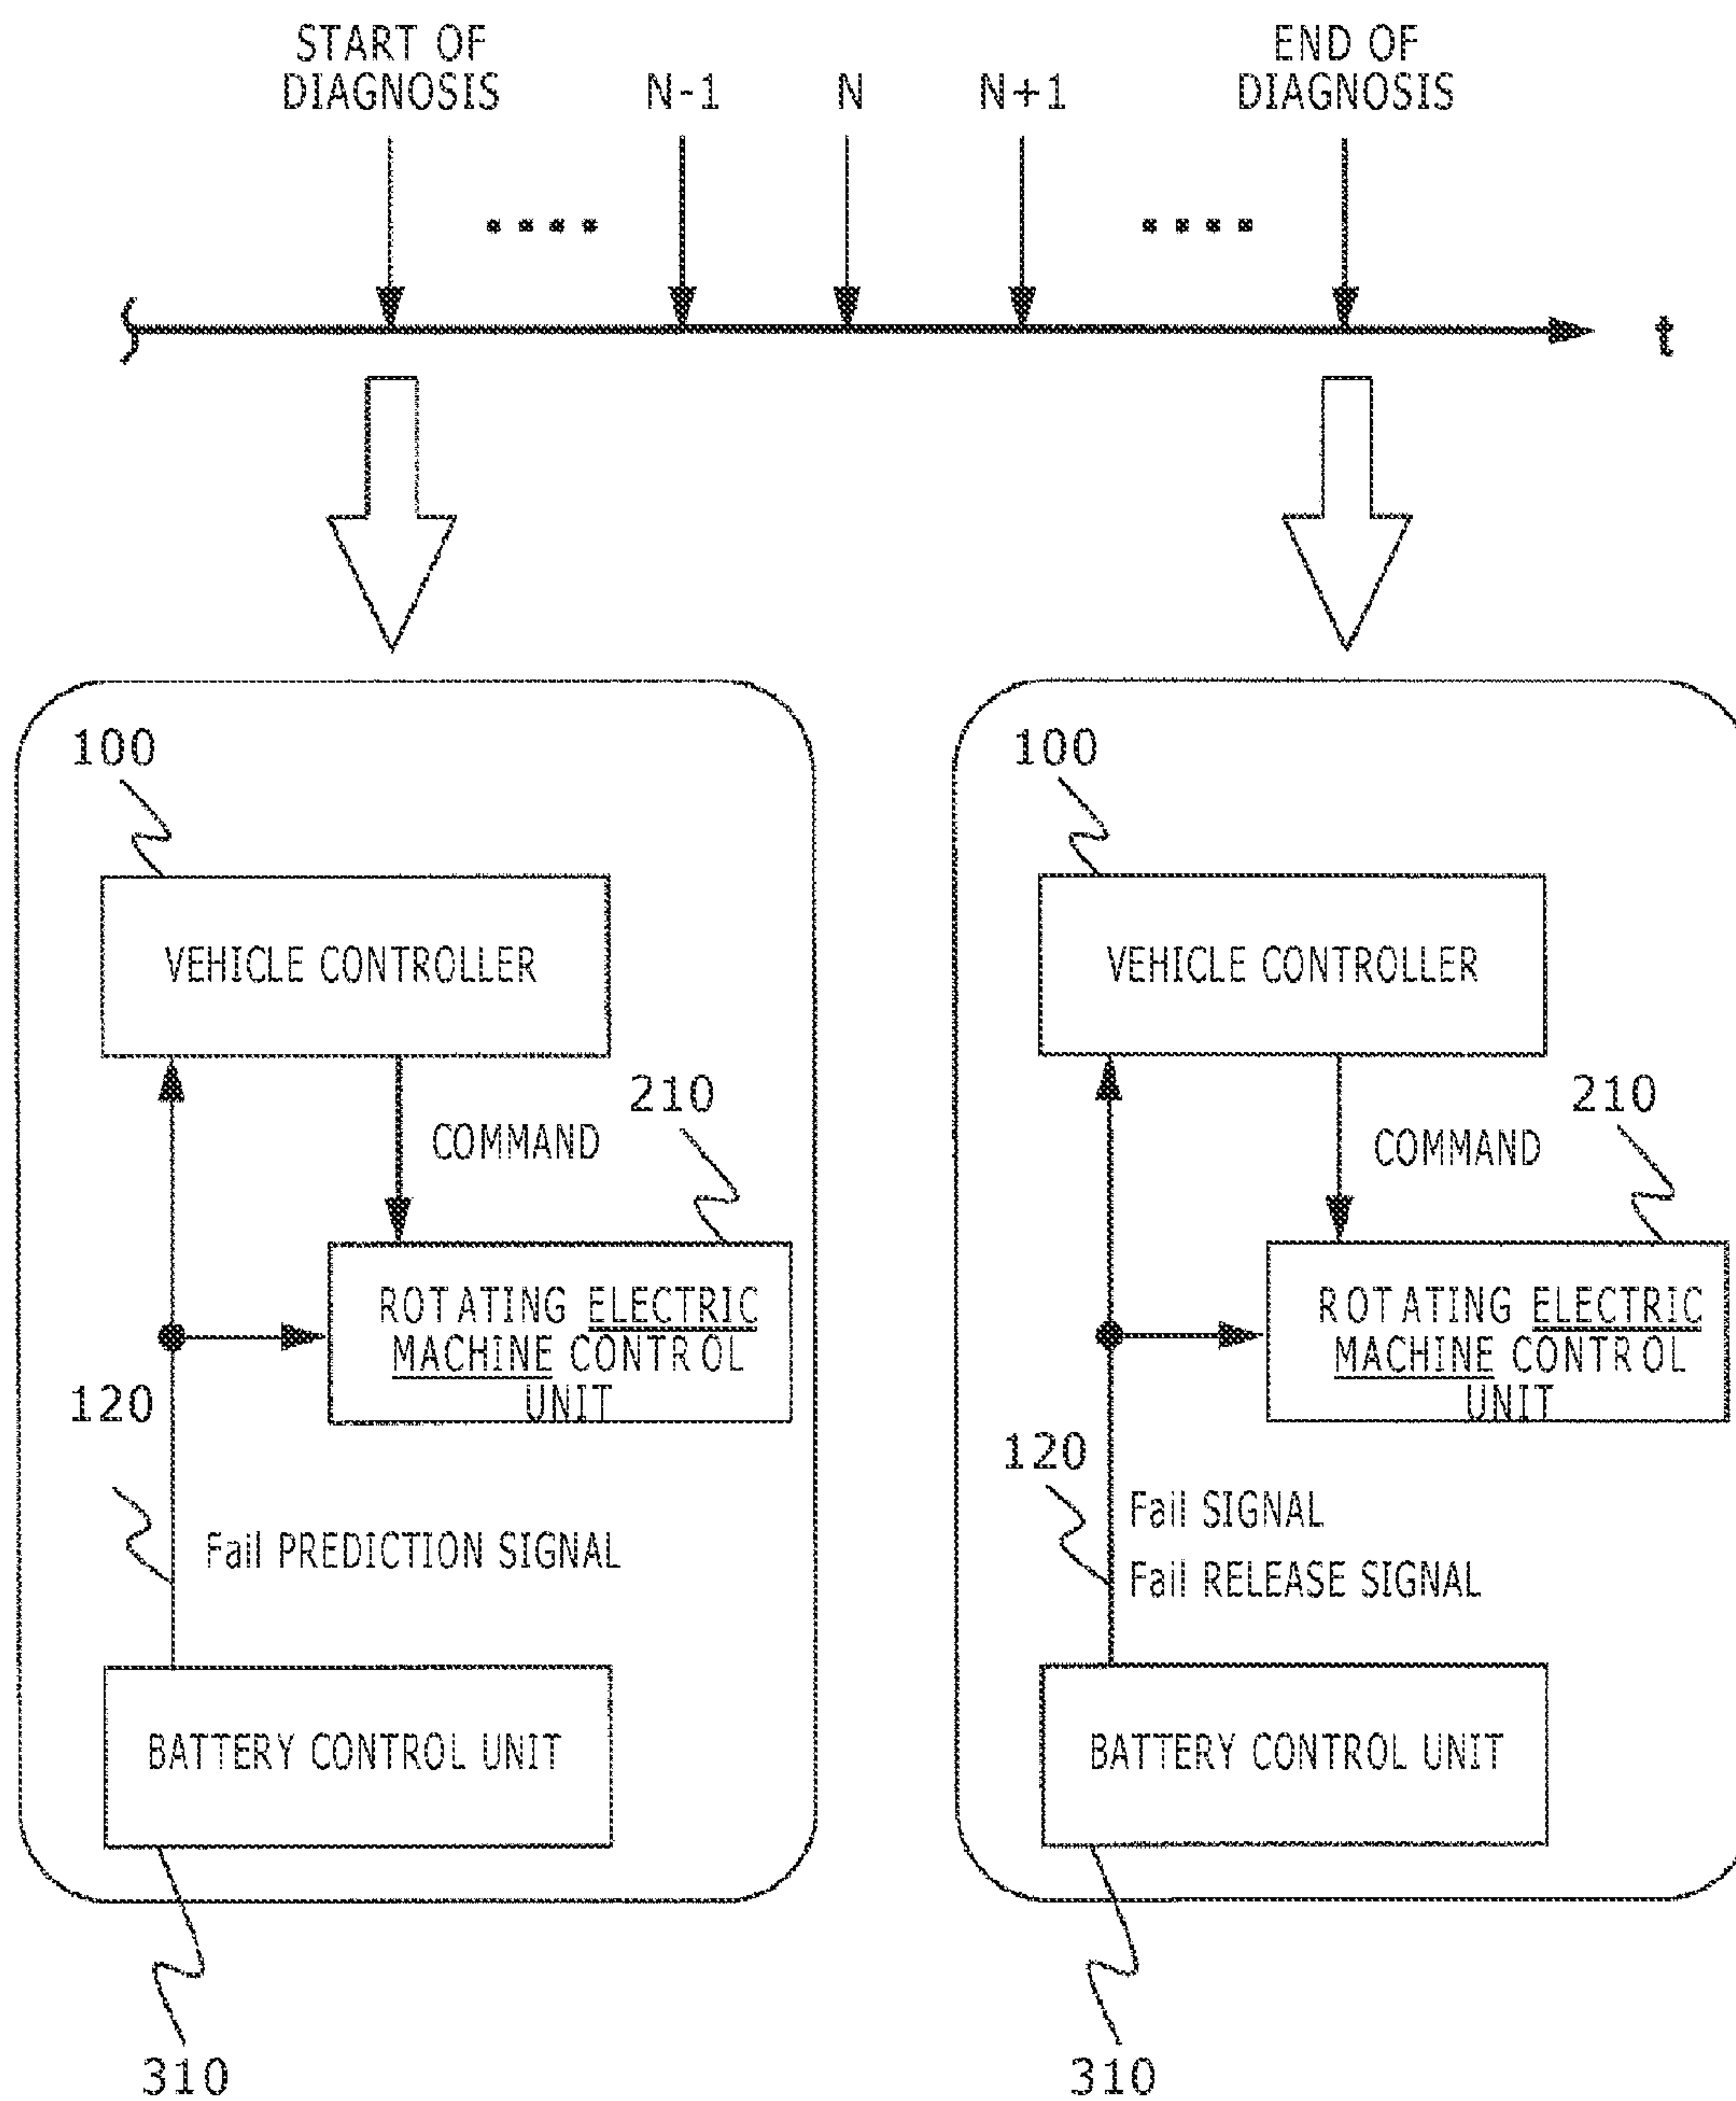 START OF
DIAGNOSIS
N-1
N
N+1
END OF
DIAGNOSIS
t
100
VEHICLE CONTROLLER
COMMAND
210
ROTATING ELECTRIC
MACHINE CONTROL
UNIT
120
Fail PREDICTION SIGNAL
BATTERY CONTROL UNIT
310
100
VEHICLE CONTROLLER
COMMAND
210
ROTATING ELECTRIC
MACHINE CONTROL
UNIT
120
Fail SIGNAL
Fail RELEASE SIGNAL
BATTERY CONTROL UNIT
310